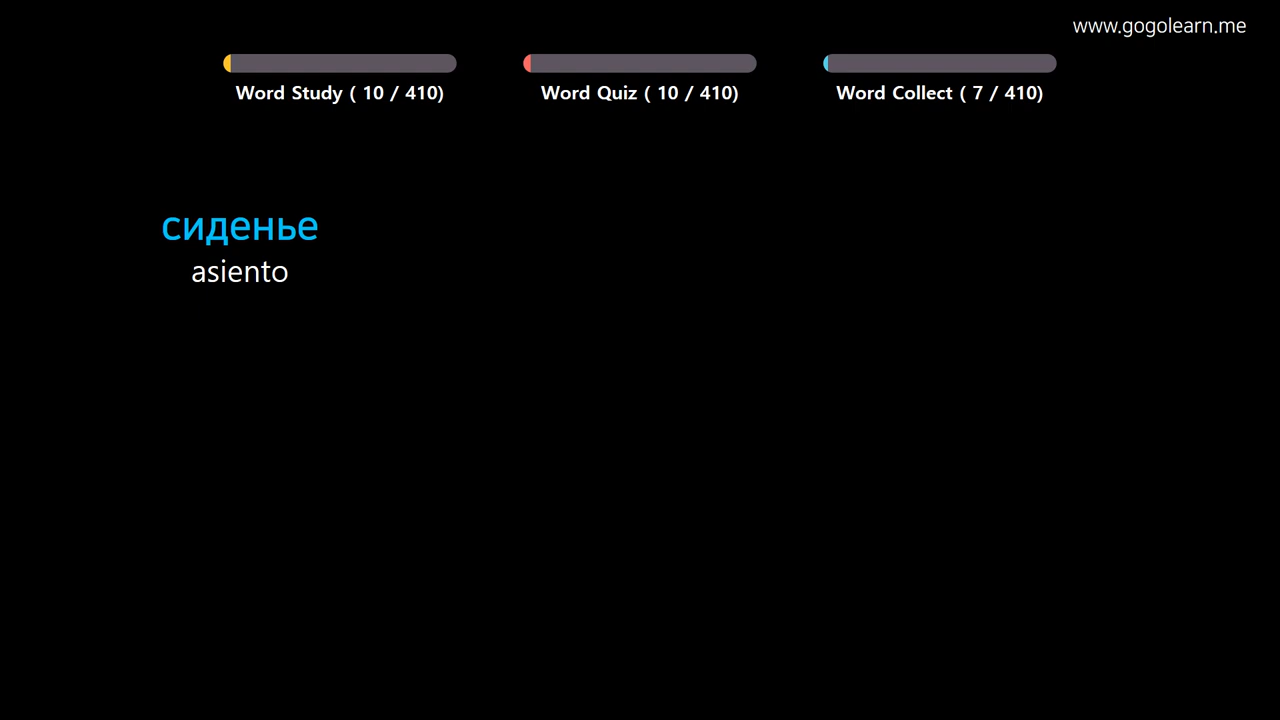 www.gogolearn.me
Word Study ( 10 / 410)
Word Quiz ( 10 / 410)
Word Collect ( 7 / 410)
сиденье
asiento